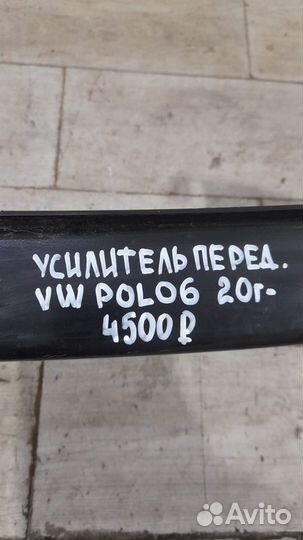 УСИЛИТЕЛЬ ПЕРЕД.
VW POLO6 20г-
4500₽
Avito